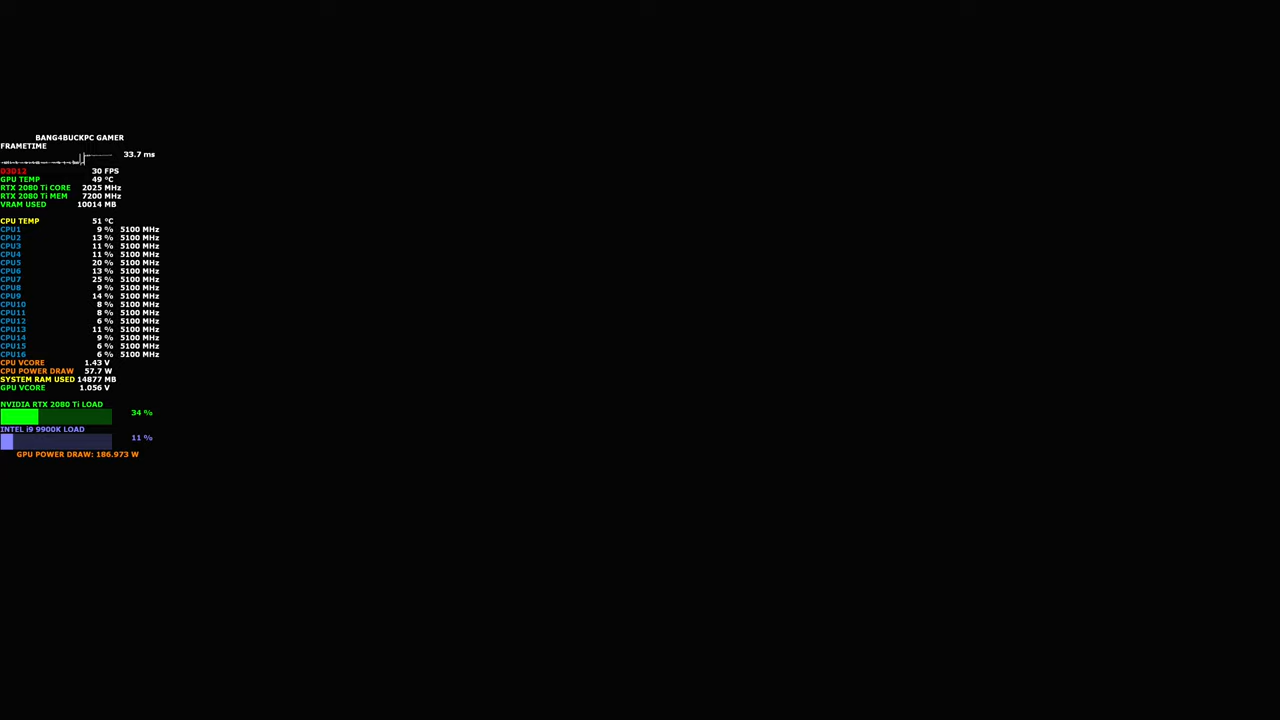 BANG4BUCKPC GAMER
FRAMETIME
33.7 ms
D3D12 30 FPS
GPU TEMP 49 °C
RTX 2080 Ti CORE 2025 MHz
RTX 2080 Ti MEM 7200 MHz
VRAM USED 10014 MB
CPU TEMP 51 °C
CPU1 9 % 5100 MHz
CPU2 13 % 5100 MHz
CPU3 11 % 5100 MHz
CPU4 11 % 5100 MHz
CPU5 20 % 5100 MHz
CPU6 13 % 5100 MHz
CPU7 25 % 5100 MHz
CPU8 9 % 5100 MHz
CPU9 14 % 5100 MHz
CPU10 8 % 5100 MHz
CPU11 8 % 5100 MHz
CPU12 6 % 5100 MHz
CPU13 11 % 5100 MHz
CPU14 9 % 5100 MHz
CPU15 6 % 5100 MHz
CPU16 6 % 5100 MHz
CPU VCORE 1.43 V
CPU POWER DRAW 57.7 W
SYSTEM RAM USED 14877 MB
GPU VCORE 1.056 V
NVIDIA RTX 2080 Ti LOAD
34 %
INTEL i9 9900K LOAD
11 %
GPU POWER DRAW: 186.973 W